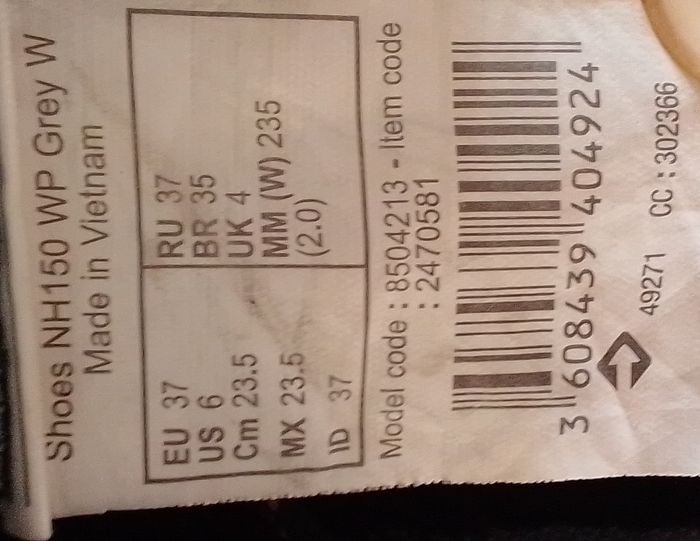 Shoes NH150 WP Grey W
Made in Vietnam
EU 37 RU 37
US 6 BR 35
Cm 23.5 UK 4
MX 23.5 MM (W) 235
ID 37 (2.0)
Model code : 8504213 - Item code
: 2470581
3 608439 404924
49271 CC : 302366